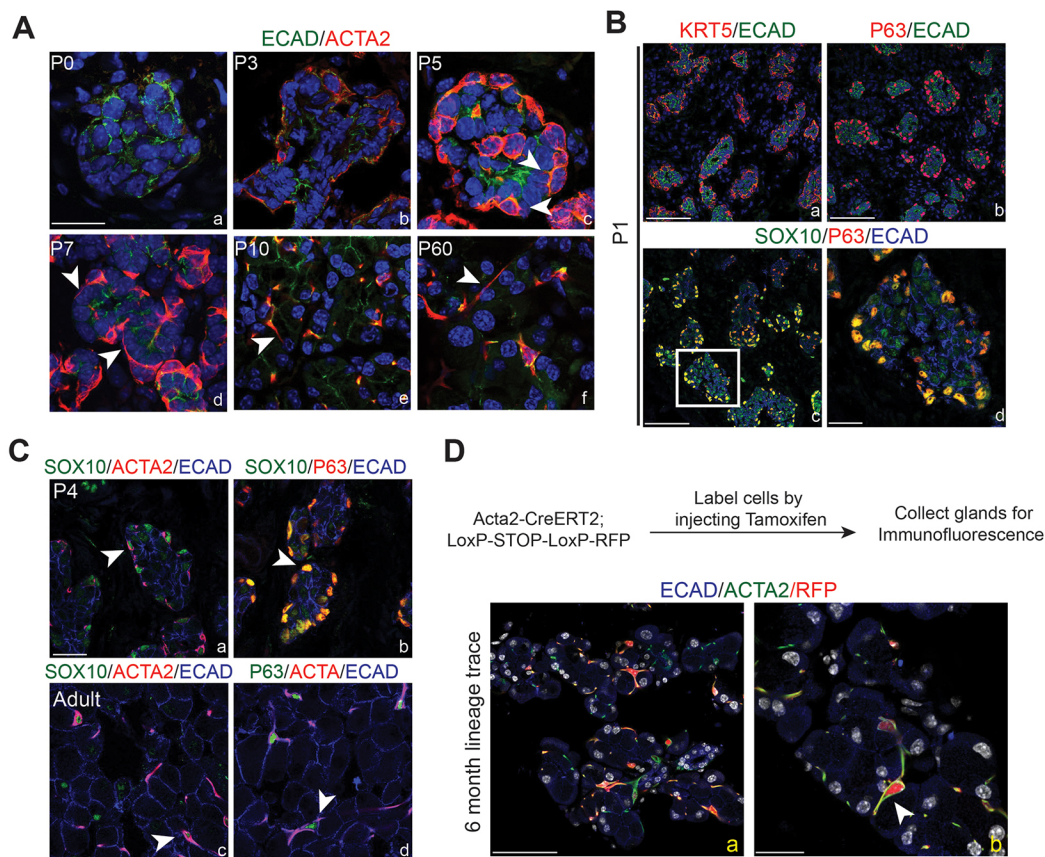 A
ECAD/ACTA2
P0
a
P3
b
P5
c
P7
d
P10
e
P60
f
B
KRT5/ECAD
P63/ECAD
a
b
P1
SOX10/P63/ECAD
c
d
C
SOX10/ACTA2/ECAD
SOX10/P63/ECAD
P4
a
b
SOX10/ACTA2/ECAD
P63/ACTA/ECAD
Adult
c
d
D
Acta2-CreERT2;
LoxP-STOP-LoxP-RFP
Label cells by
injecting Tamoxifen
Collect glands for
Immunofluorescence
ECAD/ACTA2/RFP
6 month lineage trace
a
b